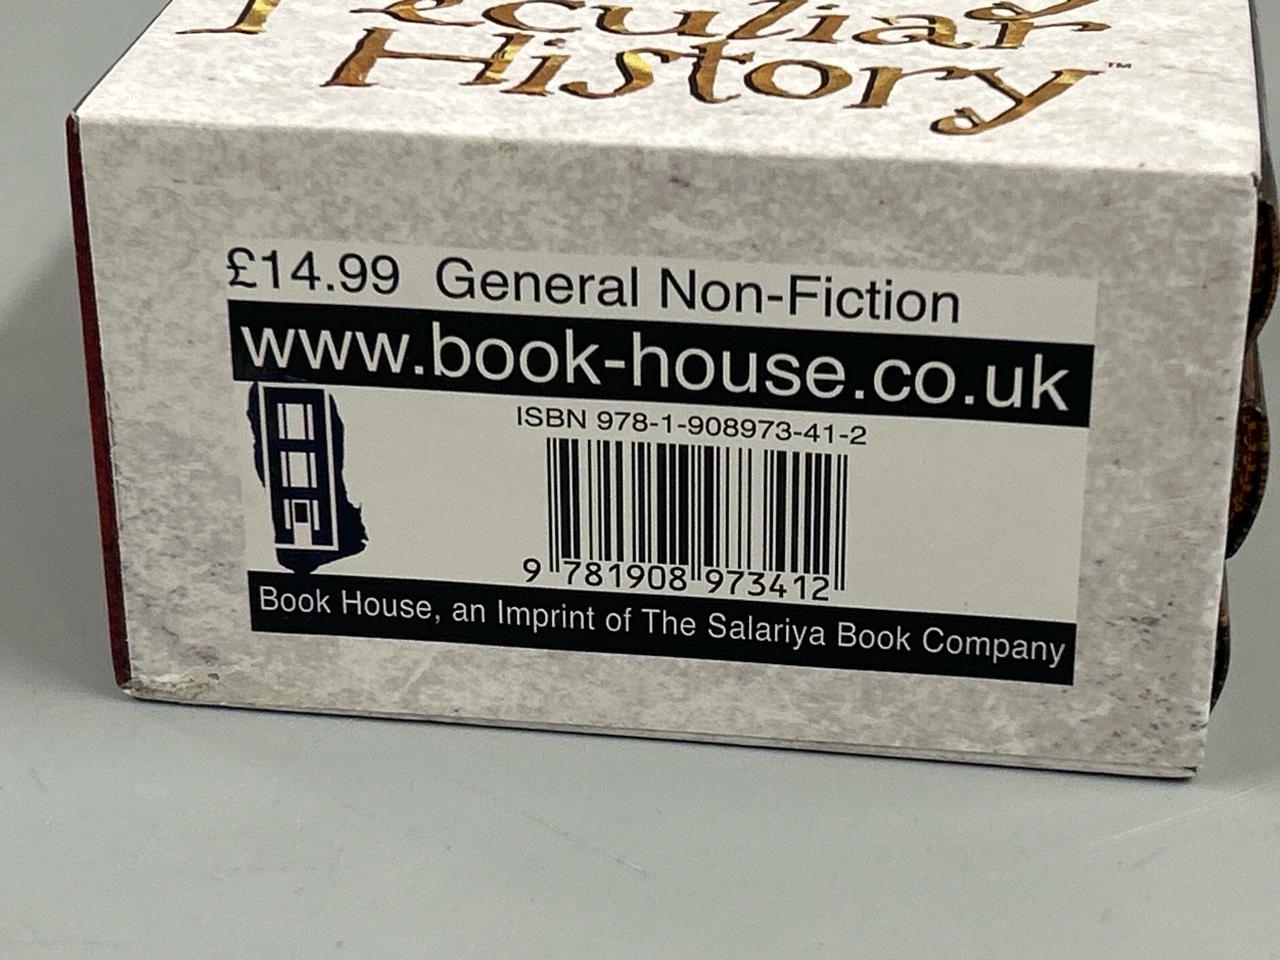 Peculiar
History™
£14.99 General Non-Fiction
www.book-house.co.uk
ISBN 978-1-908973-41-2
9 781908 973412
Book House, an Imprint of The Salariya Book Company